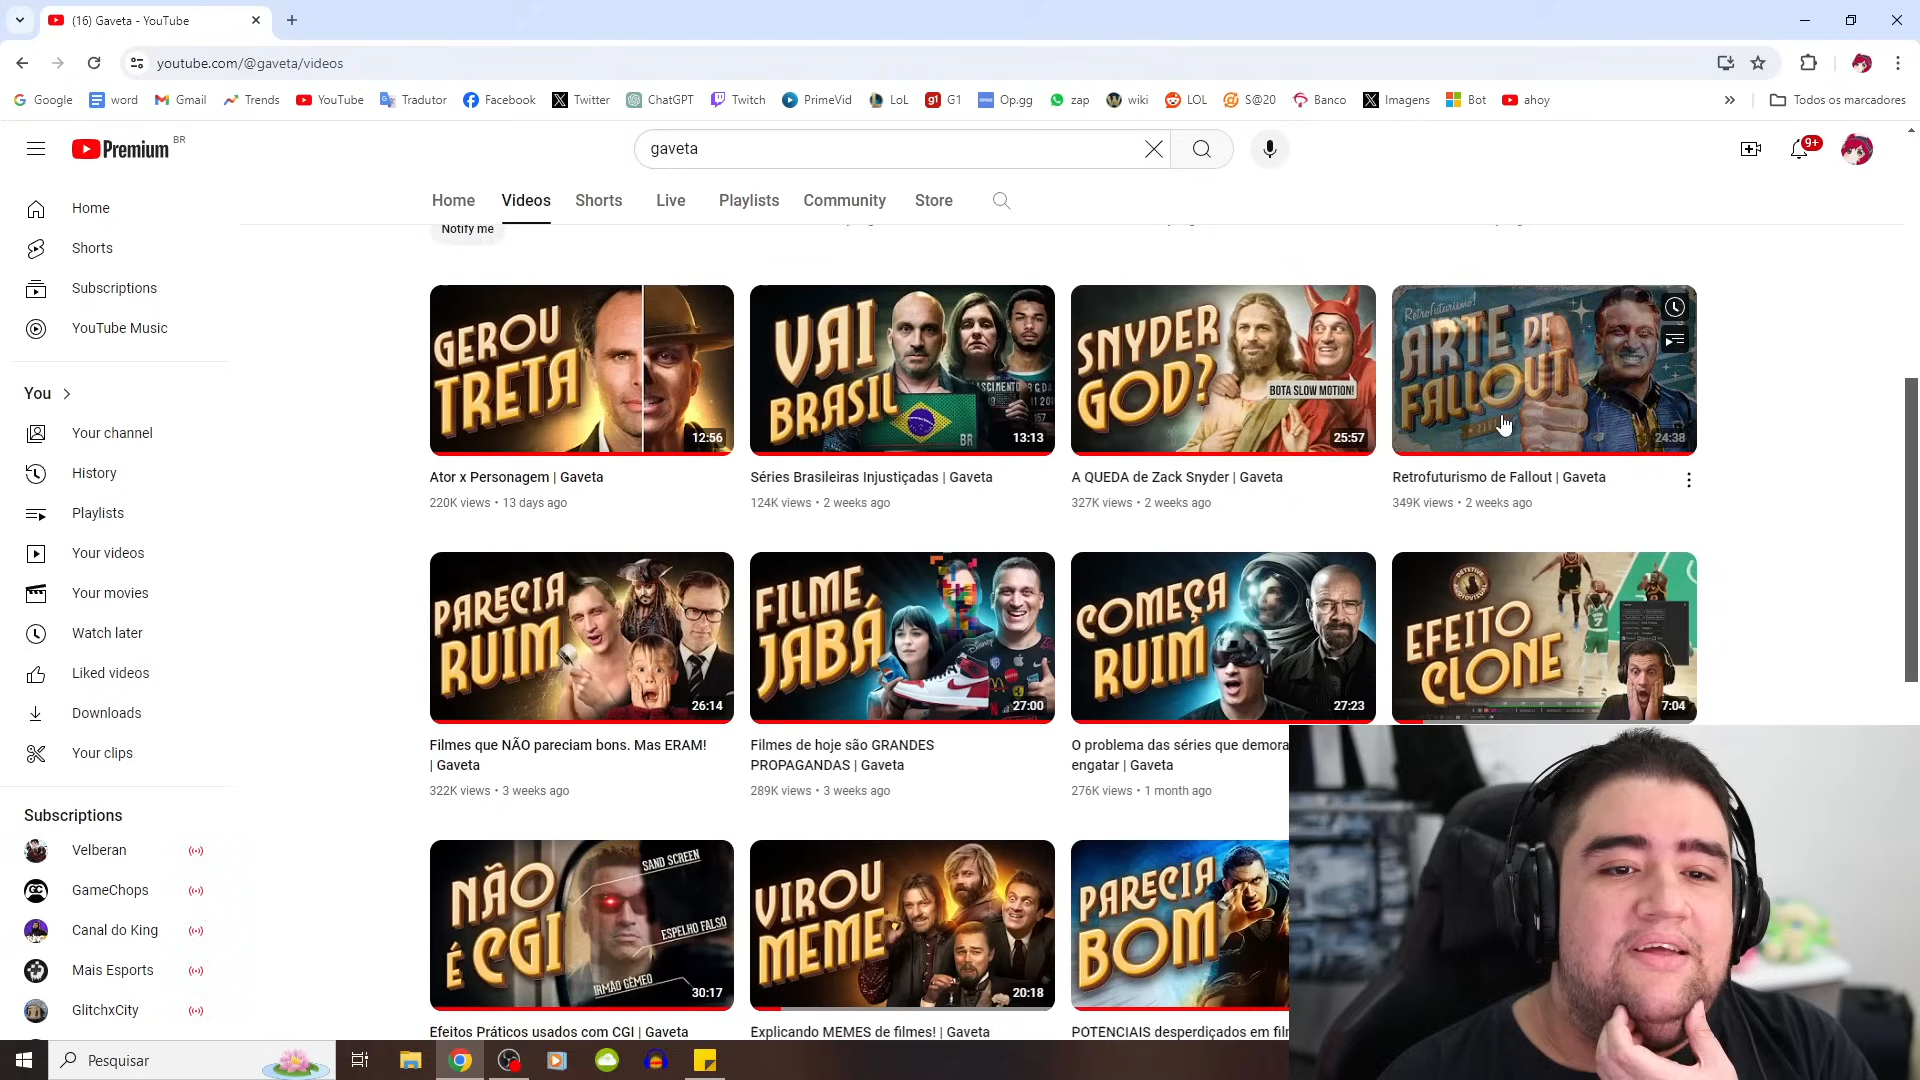 (16) Gaveta - YouTube
youtube.com/@gaveta/videos
Google word Gmail Trends YouTube Tradutor Facebook Twitter ChatGPT Twitch PrimeVid LoL G1 Op.gg zap wiki LOL S@20 Banco Imagens Bot ahoy Todos os marcadores
Premium BR
gaveta
9+
Home Videos Shorts Live Playlists Community Store
Notify me
Home
Shorts
Subscriptions
YouTube Music
You
Your channel
History
Playlists
Your videos
Your movies
Watch later
Liked videos
Downloads
Your clips
Subscriptions
Velberan
GameChops
Canal do King
Mais Esports
GlitchxCity
GEROU
TRETA
12:56
Ator x Personagem | Gaveta
220K views • 13 days ago
VAI
BRASIL
BR
13:13
Séries Brasileiras Injustiçadas | Gaveta
124K views • 2 weeks ago
SNYDER
GOD?
BOTA SLOW MOTION!
25:57
A QUEDA de Zack Snyder | Gaveta
327K views • 2 weeks ago
Retrofuturismo!
ARTE DE
FALLOUT
24:38
Retrofuturismo de Fallout | Gaveta
349K views • 2 weeks ago
PARECIA
RUIM
26:14
Filmes que NÃO pareciam bons. Mas ERAM!
| Gaveta
322K views • 3 weeks ago
FILME
JABÁ
27:00
Filmes de hoje são GRANDES
PROPAGANDAS | Gaveta
289K views • 3 weeks ago
COMEÇA
RUIM
27:23
O problema das séries que demora
engatar | Gaveta
276K views • 1 month ago
EFEITO
CLONE
7:04
NÃO
É CGI
SAND SCREEN
ESPELHO FALSO
IRMÃO GÊMEO
30:17
Efeitos Práticos usados com CGI | Gaveta
VIROU
MEME
20:18
Explicando MEMES de filmes! | Gaveta
PARECIA
BOM
POTENCIAIS desperdiçados em fil
Pesquisar